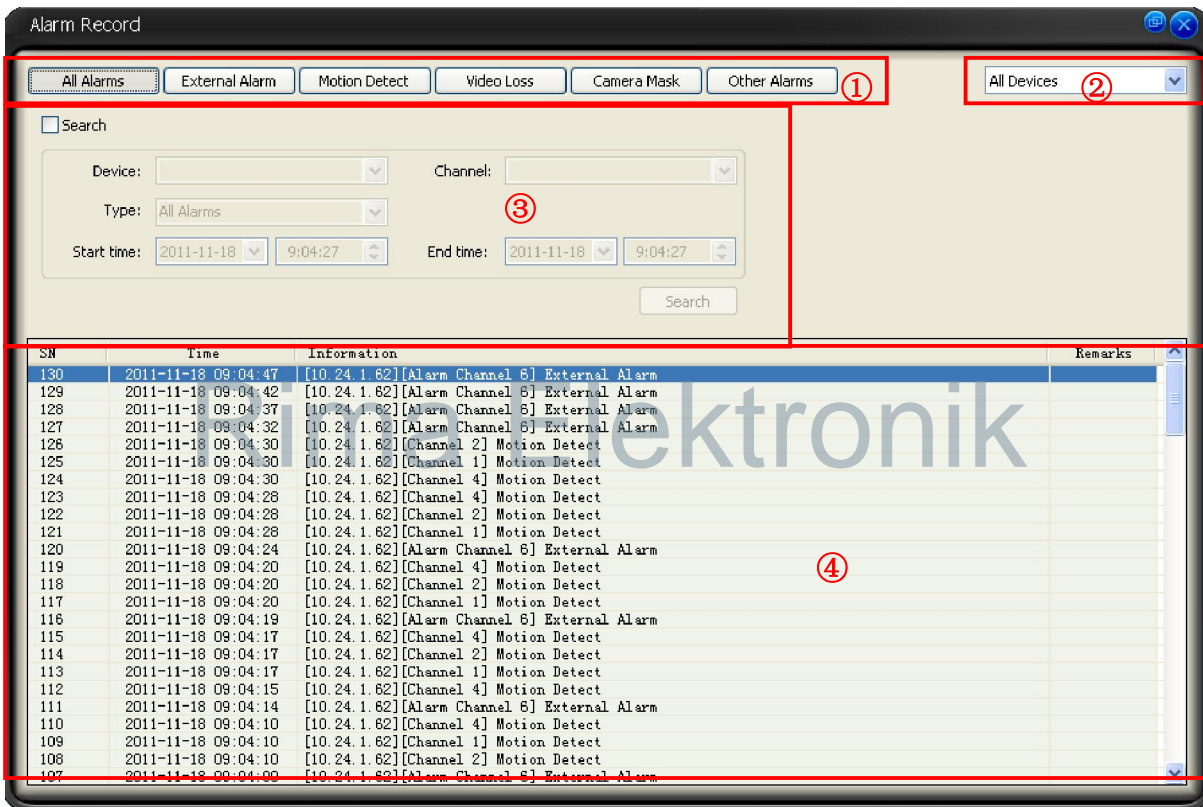 Alarm Record
All Alarms External Alarm Motion Detect Video Loss Camera Mask Other Alarms ① All Devices ②
Search
Device: Channel:
Type: All Alarms ③
Start time: 2011-11-18 9:04:27 End time: 2011-11-18 9:04:27
Search
SN Time Information Remarks
130 2011-11-18 09:04:47 [10.24.1.62][Alarm Channel 6] External Alarm
129 2011-11-18 09:04:42 [10.24.1.62][Alarm Channel 6] External Alarm
128 2011-11-18 09:04:37 [10.24.1.62][Alarm Channel 6] External Alarm
127 2011-11-18 09:04:32 [10.24.1.62][Alarm Channel 6] External Alarm
Rima Elektronik
126 2011-11-18 09:04:30 [10.24.1.62][Channel 2] Motion Detect
125 2011-11-18 09:04:30 [10.24.1.62][Channel 1] Motion Detect
124 2011-11-18 09:04:30 [10.24.1.62][Channel 4] Motion Detect
123 2011-11-18 09:04:28 [10.24.1.62][Channel 4] Motion Detect
122 2011-11-18 09:04:28 [10.24.1.62][Channel 2] Motion Detect
121 2011-11-18 09:04:28 [10.24.1.62][Channel 1] Motion Detect
120 2011-11-18 09:04:24 [10.24.1.62][Alarm Channel 6] External Alarm
119 2011-11-18 09:04:20 [10.24.1.62][Channel 4] Motion Detect ④
118 2011-11-18 09:04:20 [10.24.1.62][Channel 2] Motion Detect
117 2011-11-18 09:04:20 [10.24.1.62][Channel 1] Motion Detect
116 2011-11-18 09:04:19 [10.24.1.62][Alarm Channel 6] External Alarm
115 2011-11-18 09:04:17 [10.24.1.62][Channel 4] Motion Detect
114 2011-11-18 09:04:17 [10.24.1.62][Channel 2] Motion Detect
113 2011-11-18 09:04:17 [10.24.1.62][Channel 1] Motion Detect
112 2011-11-18 09:04:15 [10.24.1.62][Channel 4] Motion Detect
111 2011-11-18 09:04:14 [10.24.1.62][Alarm Channel 6] External Alarm
110 2011-11-18 09:04:10 [10.24.1.62][Channel 4] Motion Detect
109 2011-11-18 09:04:10 [10.24.1.62][Channel 1] Motion Detect
108 2011-11-18 09:04:10 [10.24.1.62][Channel 2] Motion Detect
107 2011-11-18 [10.24.1.62][Alarm Channel 6] External Alarm